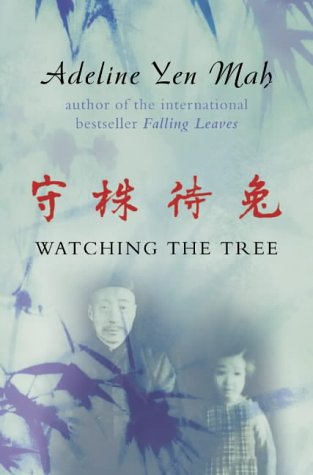 Adeline Yen Mah
author of the international
bestseller Falling Leaves
守株待兔
WATCHING THE TREE